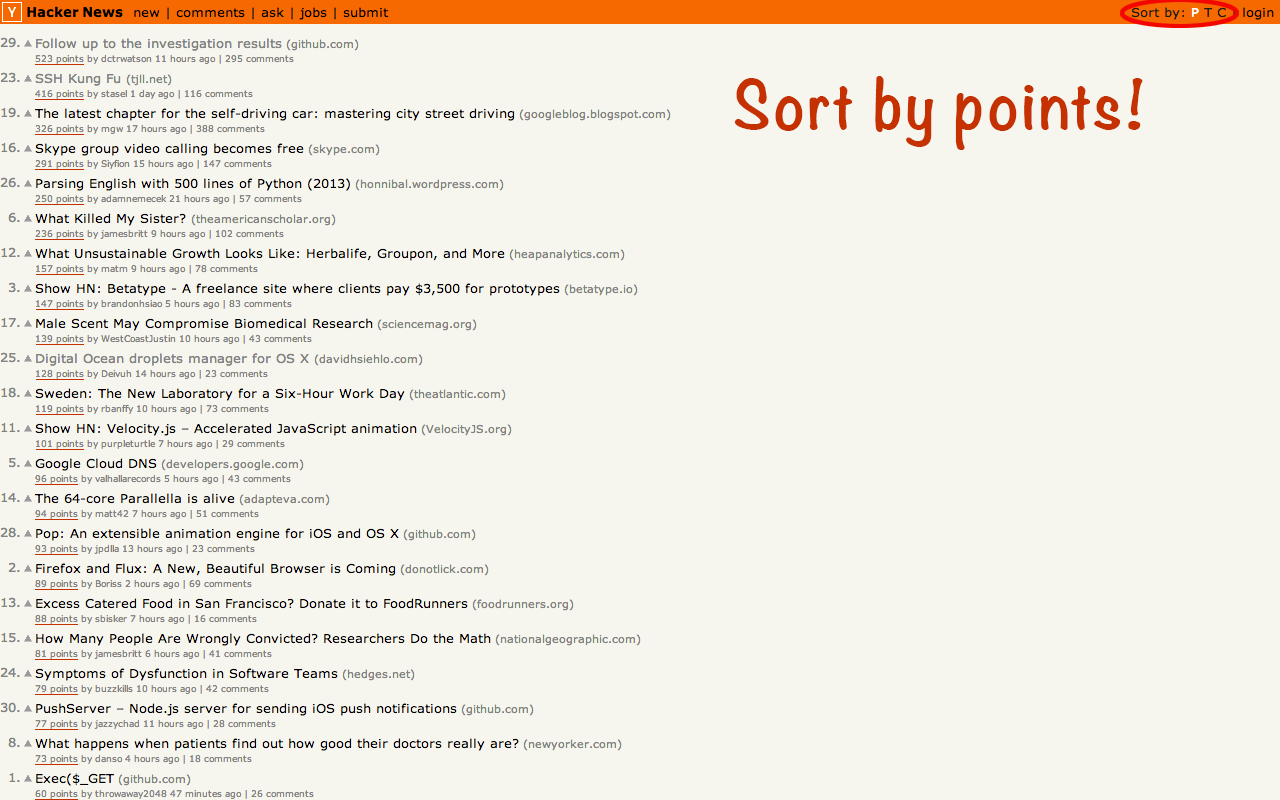 Y Hacker News new | comments | ask | jobs | submit Sort by: P T C login
Sort by points!
29. Follow up to the investigation results (github.com)
523 points by dctrwatson 11 hours ago | 295 comments
23. SSH Kung Fu (tjll.net)
416 points by stasel 1 day ago | 116 comments
19. The latest chapter for the self-driving car: mastering city street driving (googleblog.blogspot.com)
326 points by mgw 17 hours ago | 388 comments
16. Skype group video calling becomes free (skype.com)
291 points by Siyfion 15 hours ago | 147 comments
26. Parsing English with 500 lines of Python (2013) (honnibal.wordpress.com)
250 points by adamnemecek 21 hours ago | 57 comments
6. What Killed My Sister? (theamericanscholar.org)
236 points by jamesbritt 9 hours ago | 102 comments
12. What Unsustainable Growth Looks Like: Herbalife, Groupon, and More (heapanalytics.com)
157 points by matm 9 hours ago | 78 comments
3. Show HN: Betatype - A freelance site where clients pay $3,500 for prototypes (betatype.io)
147 points by brandonhsiao 5 hours ago | 83 comments
17. Male Scent May Compromise Biomedical Research (sciencemag.org)
139 points by WestCoastJustin 10 hours ago | 43 comments
25. Digital Ocean droplets manager for OS X (davidhsiehlo.com)
128 points by Deivuh 14 hours ago | 23 comments
18. Sweden: The New Laboratory for a Six-Hour Work Day (theatlantic.com)
119 points by rbanffy 10 hours ago | 73 comments
11. Show HN: Velocity.js – Accelerated JavaScript animation (VelocityJS.org)
101 points by purpleturtle 7 hours ago | 29 comments
5. Google Cloud DNS (developers.google.com)
96 points by valhallarecords 5 hours ago | 43 comments
14. The 64-core Parallella is alive (adapteva.com)
94 points by matt42 7 hours ago | 51 comments
28. Pop: An extensible animation engine for iOS and OS X (github.com)
93 points by jpdlla 13 hours ago | 23 comments
2. Firefox and Flux: A New, Beautiful Browser is Coming (donotlick.com)
89 points by Boriss 2 hours ago | 69 comments
13. Excess Catered Food in San Francisco? Donate it to FoodRunners (foodrunners.org)
88 points by sbisker 7 hours ago | 16 comments
15. How Many People Are Wrongly Convicted? Researchers Do the Math (nationalgeographic.com)
81 points by jamesbritt 6 hours ago | 41 comments
24. Symptoms of Dysfunction in Software Teams (hedges.net)
79 points by buzzkills 10 hours ago | 42 comments
30. PushServer – Node.js server for sending iOS push notifications (github.com)
77 points by jazzychad 11 hours ago | 28 comments
8. What happens when patients find out how good their doctors really are? (newyorker.com)
73 points by danso 4 hours ago | 18 comments
1. Exec($_GET (github.com)
60 points by throwaway2048 47 minutes ago | 26 comments